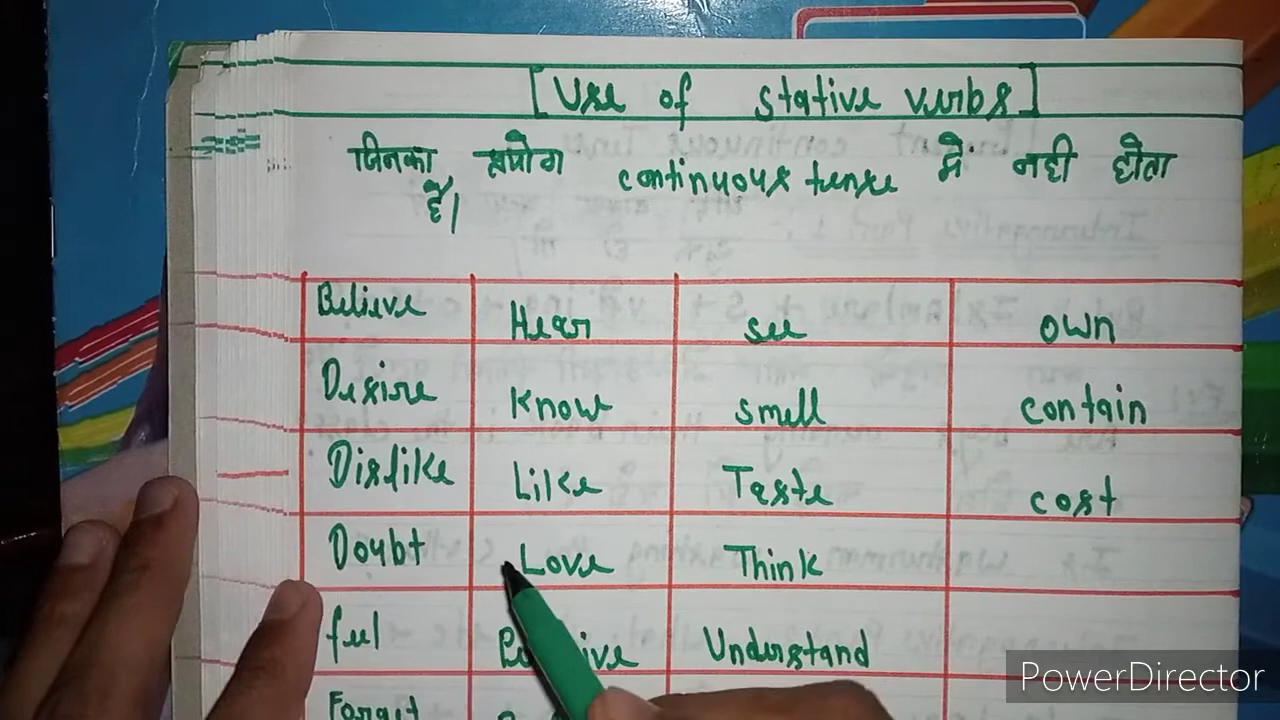 [Use of stative verbs]
जिनका प्रयोग continuous tense में नही होता
है।
Believe Hear see own
Desire Know smell contain
Dislike Like Taste cost
Doubt Love Think
feel Understand
Forget
PowerDirector